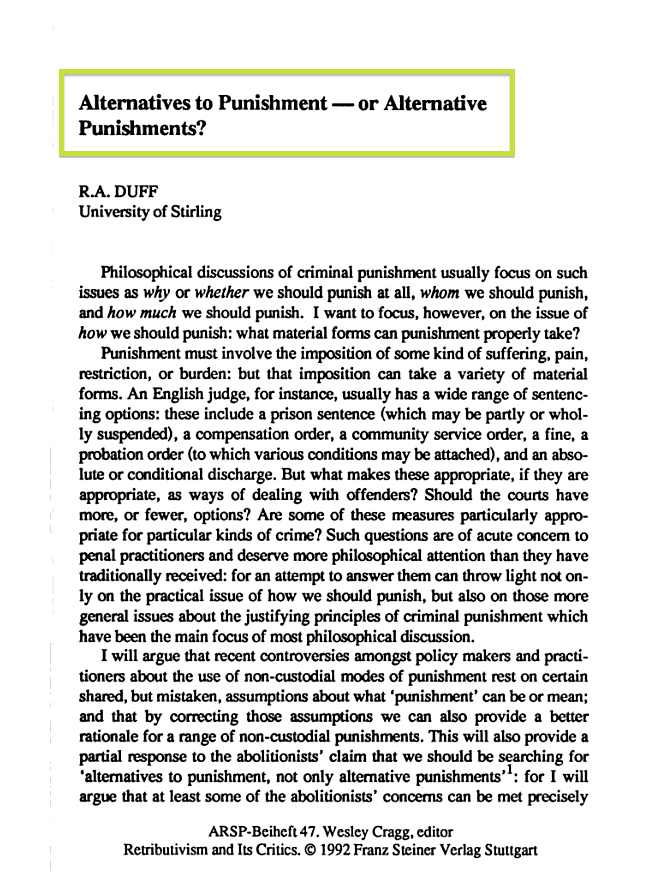 Alternatives to Punishment — or Alternative
Punishments?
R.A. DUFF
University of Stirling
Philosophical discussions of criminal punishment usually focus on such
issues as why or whether we should punish at all, whom we should punish,
and how much we should punish. I want to focus, however, on the issue of
how we should punish: what material forms can punishment properly take?
Punishment must involve the imposition of some kind of suffering, pain,
restriction, or burden: but that imposition can take a variety of material
forms. An English judge, for instance, usually has a wide range of sentenc-
ing options: these include a prison sentence (which may be partly or whol-
ly suspended), a compensation order, a community service order, a fine, a
probation order (to which various conditions may be attached), and an abso-
lute or conditional discharge. But what makes these appropriate, if they are
appropriate, as ways of dealing with offenders? Should the courts have
more, or fewer, options? Are some of these measures particularly appro-
priate for particular kinds of crime? Such questions are of acute concern to
penal practitioners and deserve more philosophical attention than they have
traditionally received: for an attempt to answer them can throw light not on-
ly on the practical issue of how we should punish, but also on those more
general issues about the justifying principles of criminal punishment which
have been the main focus of most philosophical discussion.
I will argue that recent controversies amongst policy makers and practi-
tioners about the use of non-custodial modes of punishment rest on certain
shared, but mistaken, assumptions about what 'punishment' can be or mean;
and that by correcting those assumptions we can also provide a better
rationale for a range of non-custodial punishments. This will also provide a
partial response to the abolitionists' claim that we should be searching for
'alternatives to punishment, not only alternative punishments'1: for I will
argue that at least some of the abolitionists' concerns can be met precisely
ARSP-Beiheft 47. Wesley Cragg, editor
Retributivism and Its Critics. © 1992 Franz Steiner Verlag Stuttgart